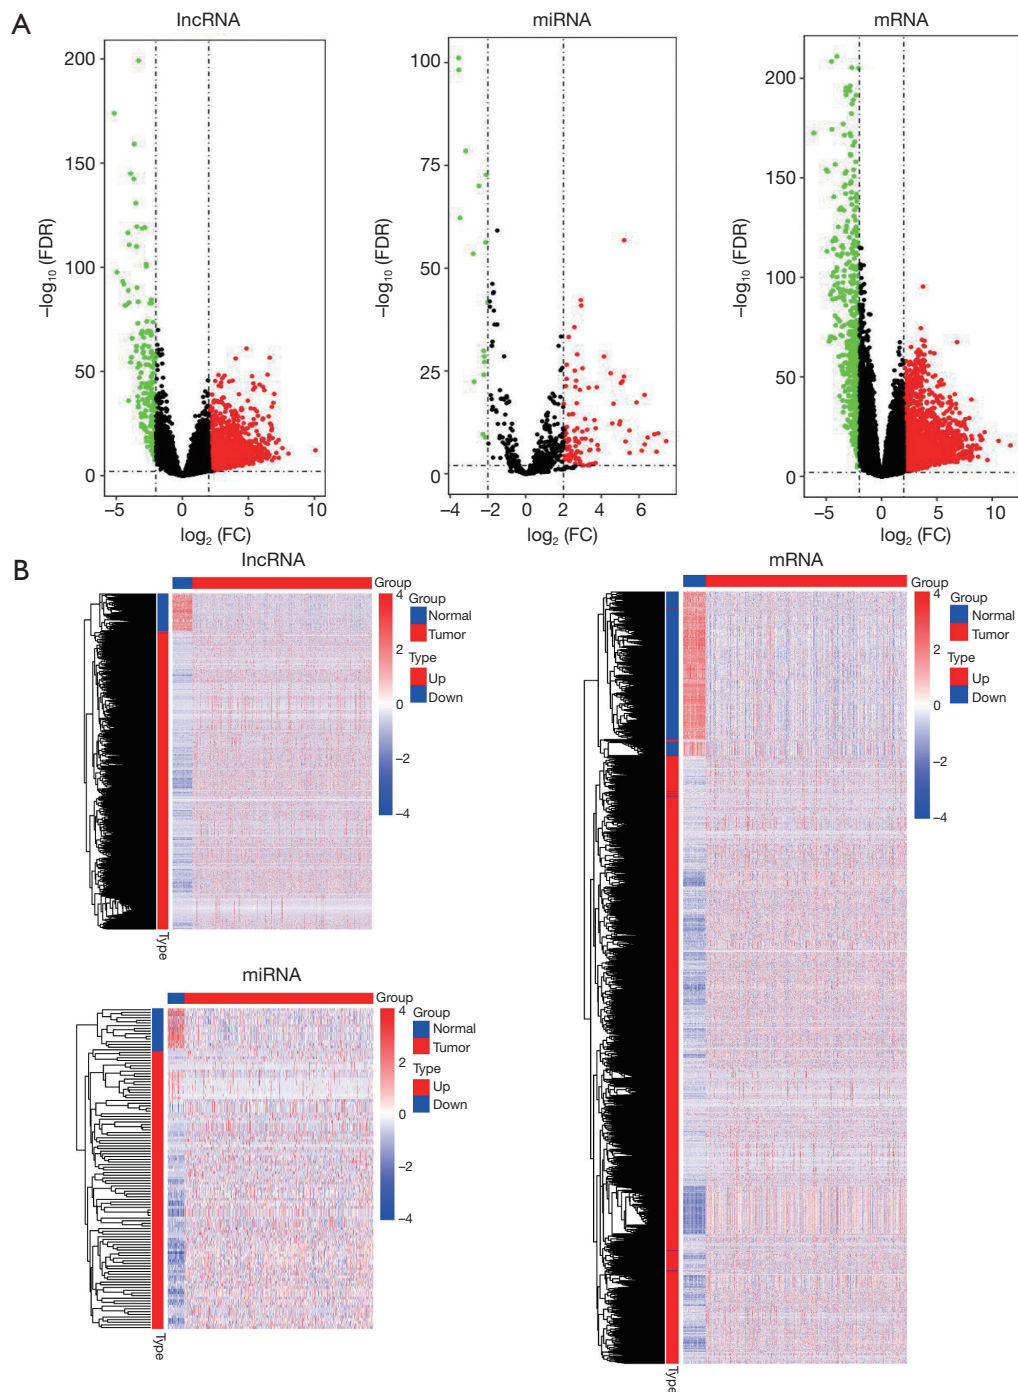 A
lncRNA
miRNA
mRNA
200
150
100
50
0
−log10 (FDR)
−5
0
5
10
log2 (FC)
100
75
50
25
0
−log10 (FDR)
−4
−2
0
2
4
6
log2 (FC)
200
150
100
50
0
−log10 (FDR)
−5
0
5
10
log2 (FC)
B
lncRNA
Group
4
2
0
−2
−4
Group
Normal
Tumor
Type
Up
Down
Type
miRNA
Group
4
2
0
−2
−4
Group
Normal
Tumor
Type
Up
Down
Type
mRNA
Group
4
2
0
−2
−4
Group
Normal
Tumor
Type
Up
Down
Type